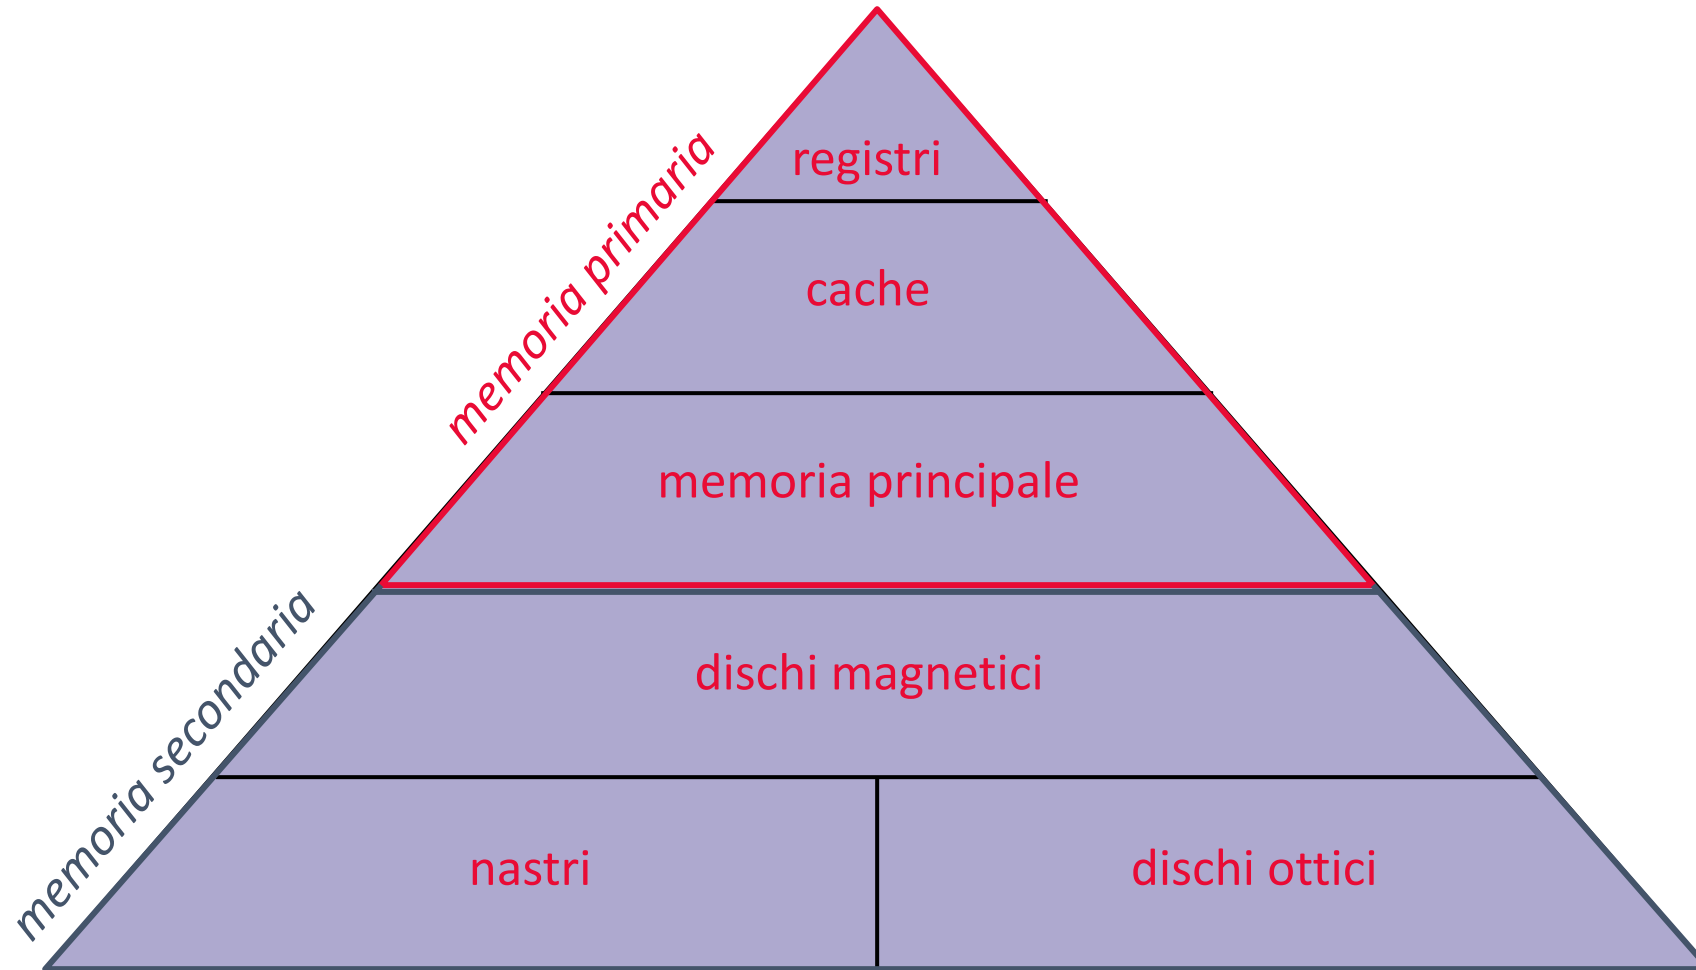 registri
memoria primaria
cache
memoria principale
memoria secondaria
dischi magnetici
nastri
dischi ottici